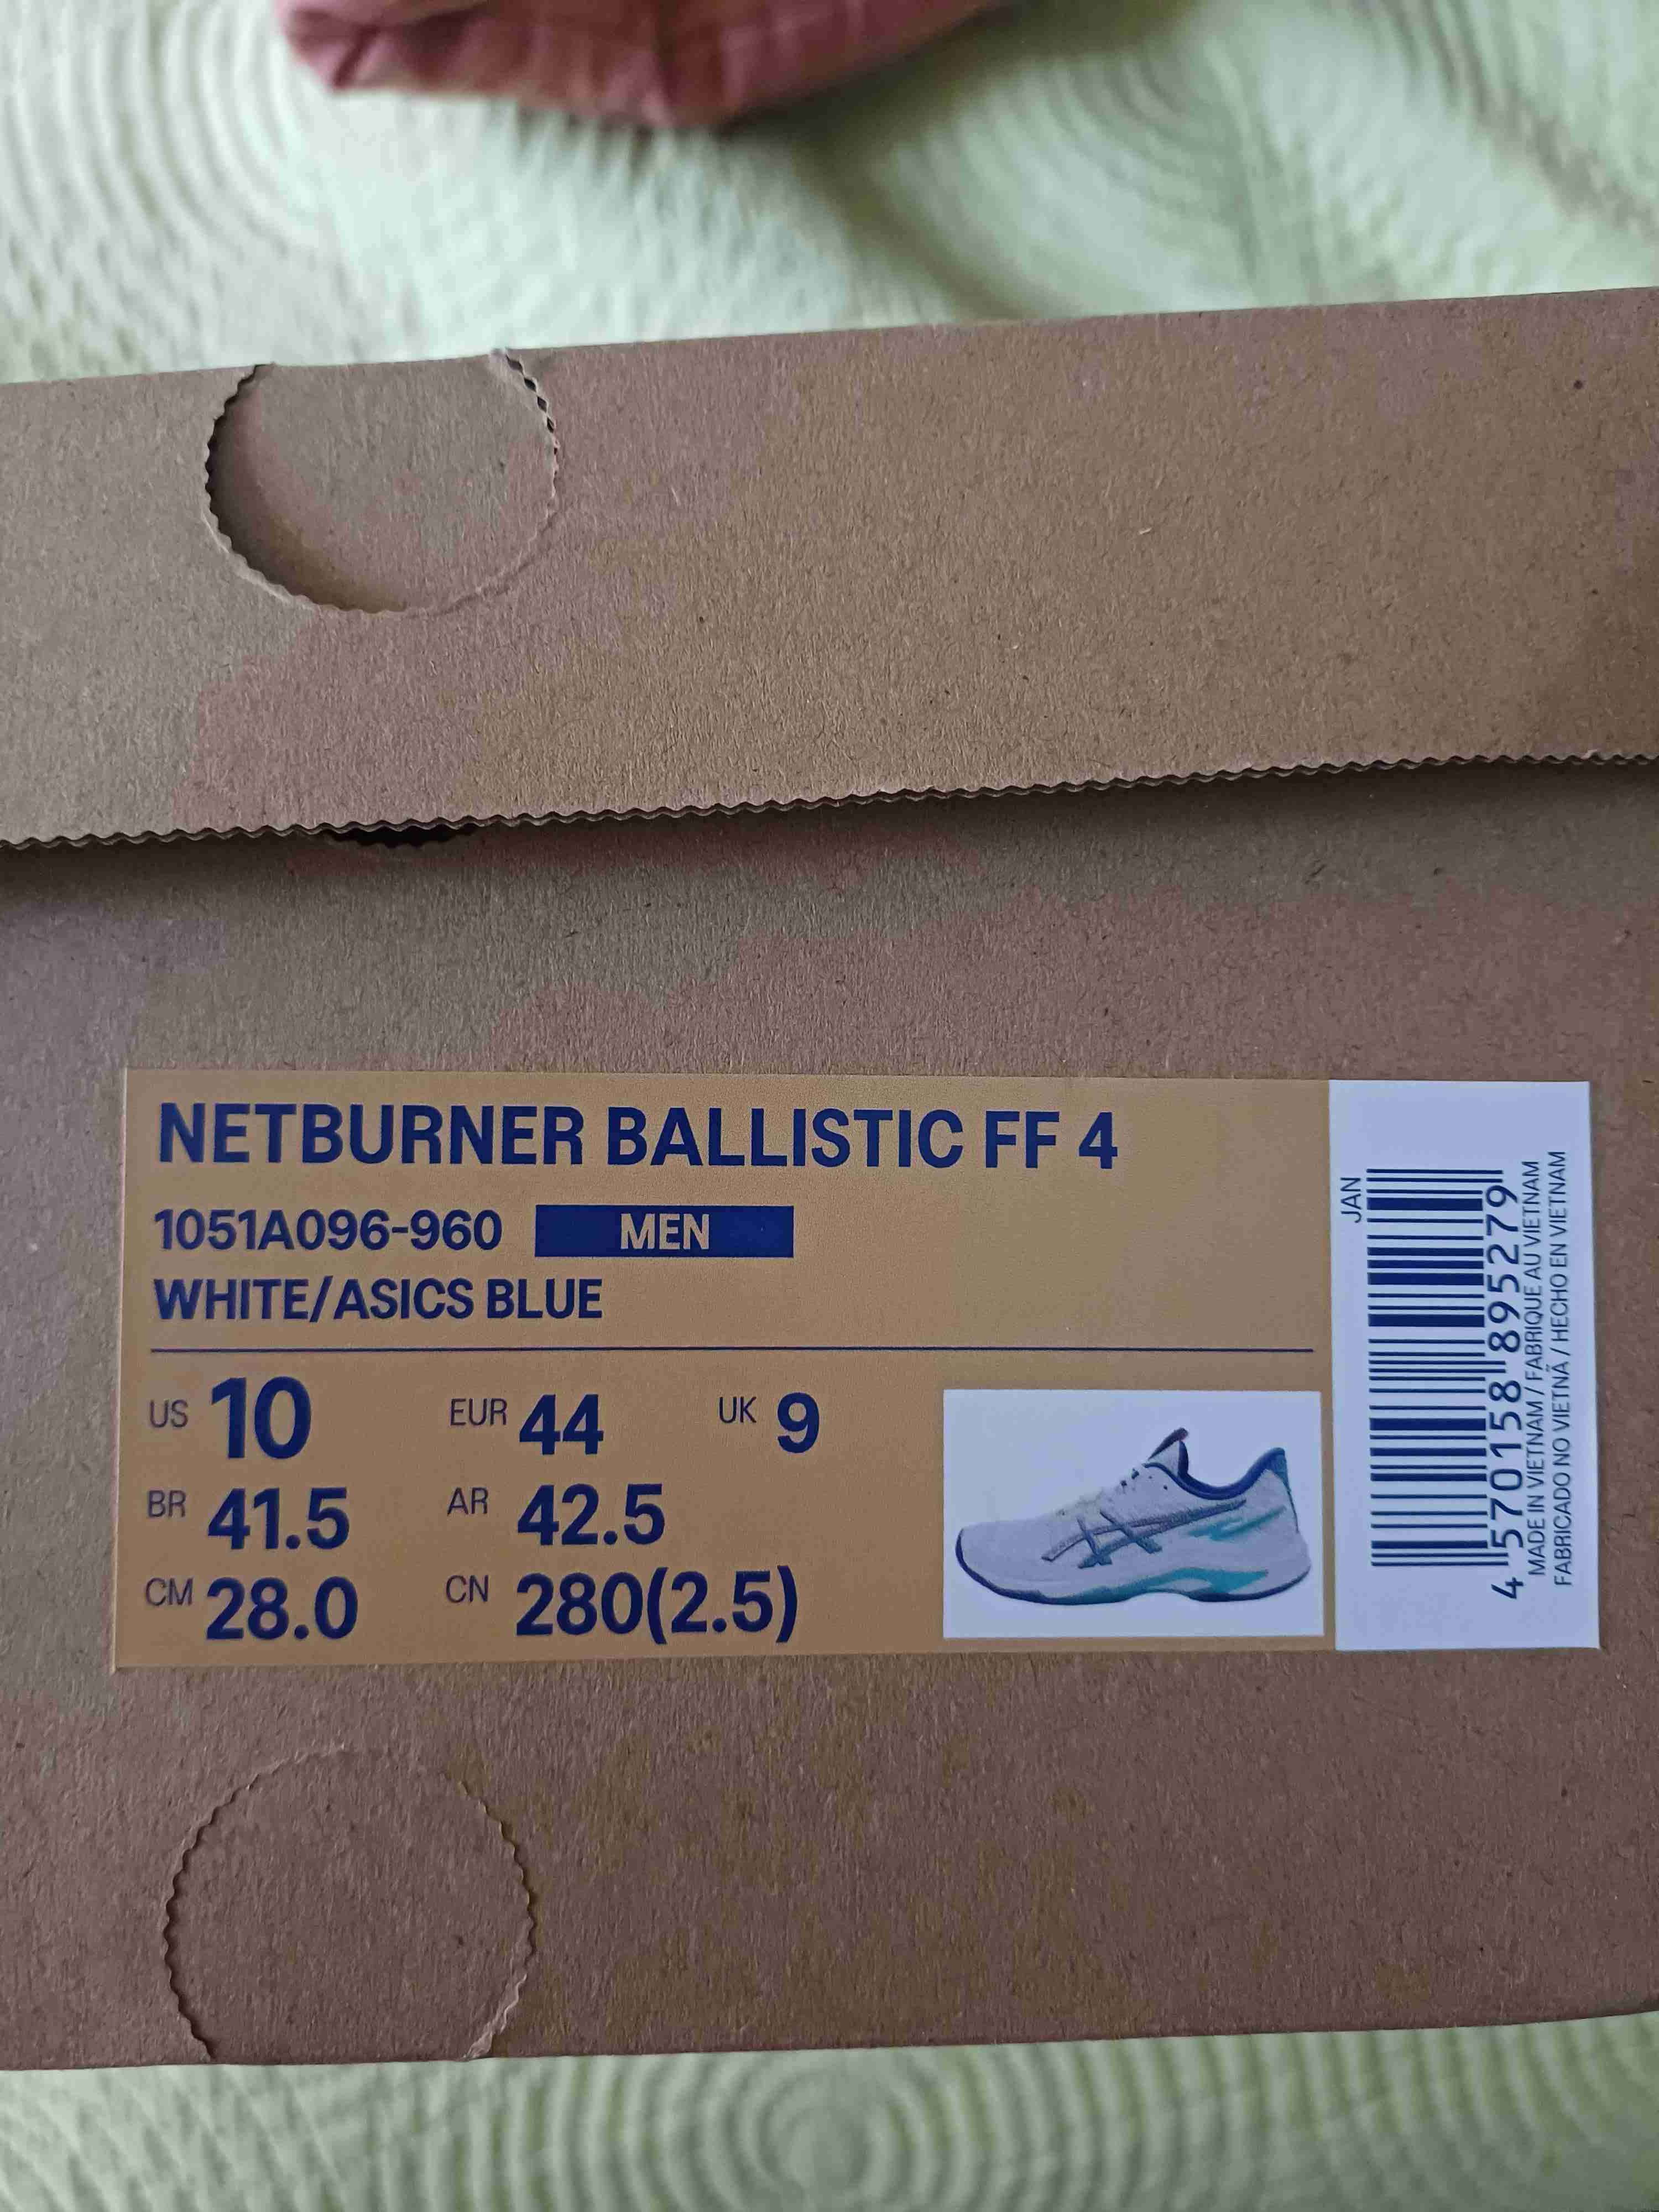 NETBURNER BALLISTIC FF 4
1051A096-960 MEN
WHITE/ASICS BLUE
US 10 EUR 44 UK 9
BR 41.5 AR 42.5
CM 28.0 CN 280(2.5)
JAN
4 570158 895279
MADE IN VIETNAM / FABRIQUE AU VIETNAM
FABRICADO NO VIETNÃ / HECHO EN VIETNAM